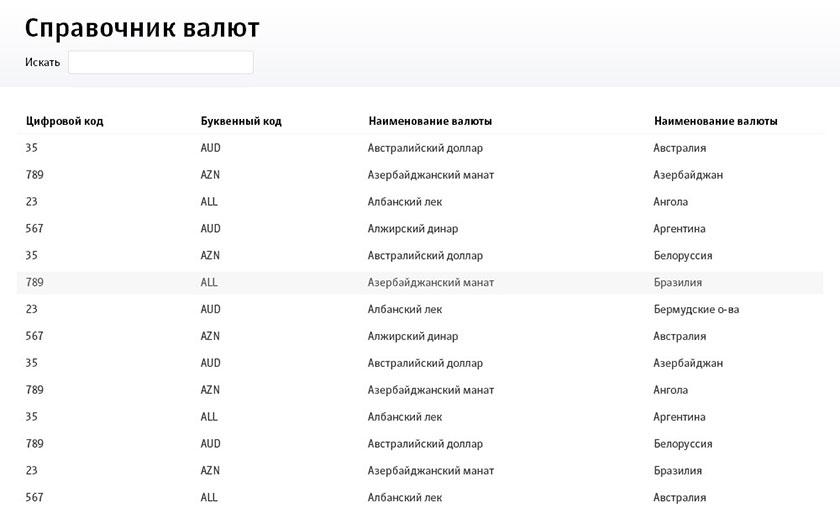 Справочник валют
Искать
Цифровой код Буквенный код Наименование валюты Наименование валюты
35 AUD Австралийский доллар Австралия
789 AZN Азербайджанский манат Азербайджан
23 ALL Албанский лек Ангола
567 AUD Алжирский динар Аргентина
35 AZN Австралийский доллар Белоруссия
789 ALL Азербайджанский манат Бразилия
23 AUD Албанский лек Бермудские о-ва
567 AZN Алжирский динар Австралия
35 AUD Австралийский доллар Азербайджан
789 AZN Азербайджанский манат Ангола
35 ALL Албанский лек Аргентина
789 AUD Австралийский доллар Белоруссия
23 AZN Азербайджанский манат Бразилия
567 ALL Албанский лек Австралия